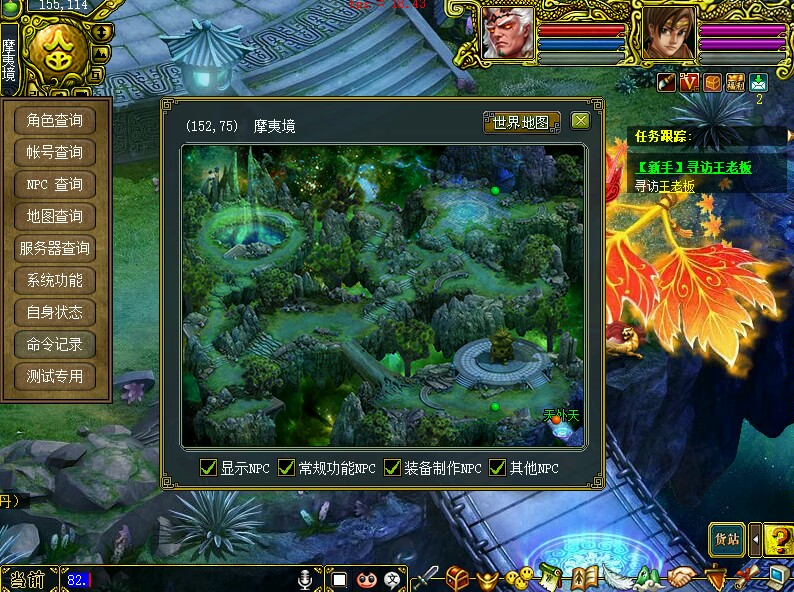 155,114
摩夷境
角色查询
帐号查询
NPC 查询
地图查询
服务器查询
系统功能
自身状态
命令记录
测试专用
(152,75) 摩夷境
世界地图
天外天
显示NPC 常规功能NPC 装备制作NPC 其他NPC
福利
2
任务跟踪:
【新手】寻访王老板
寻访王老板
丹）
货站
当前
82.
文